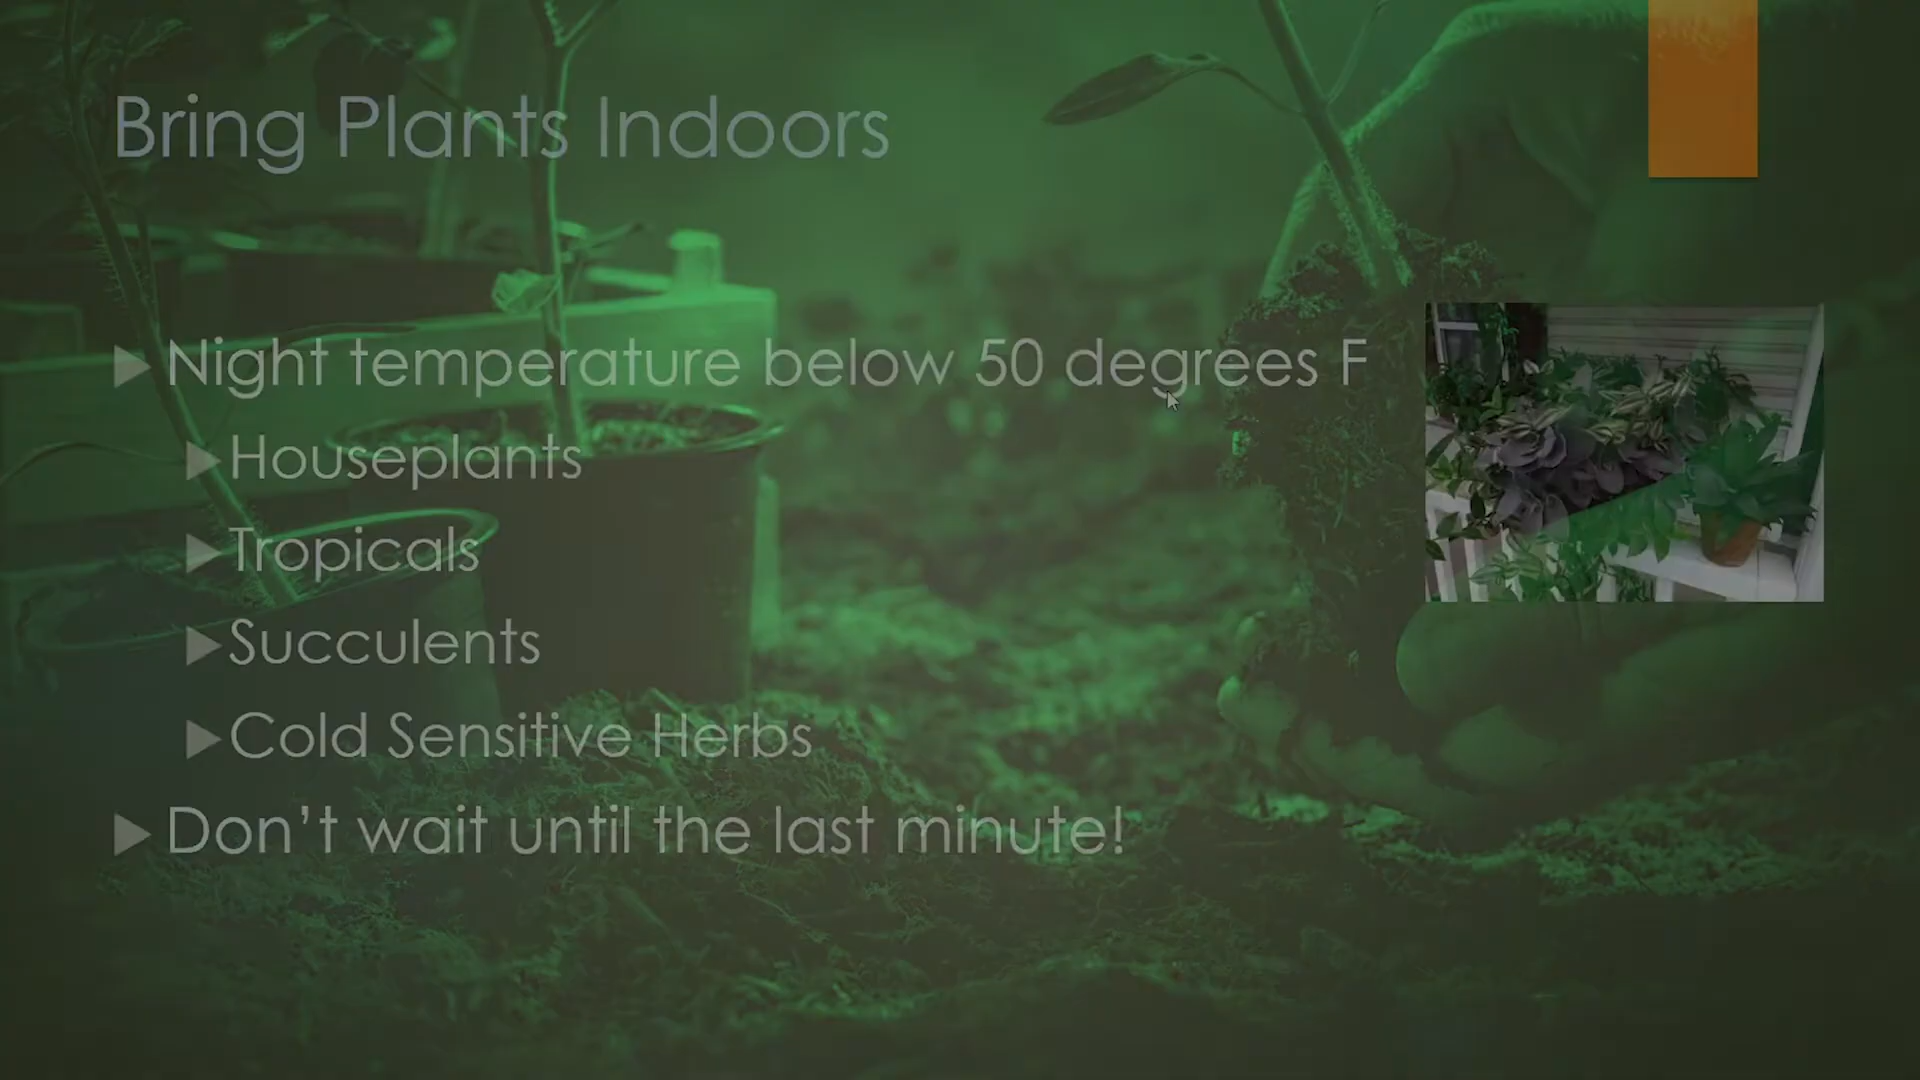 Bring Plants Indoors
Night temperature below 50 degrees F
Houseplants
Tropicals
Succulents
Cold Sensitive Herbs
Don’t wait until the last minute!